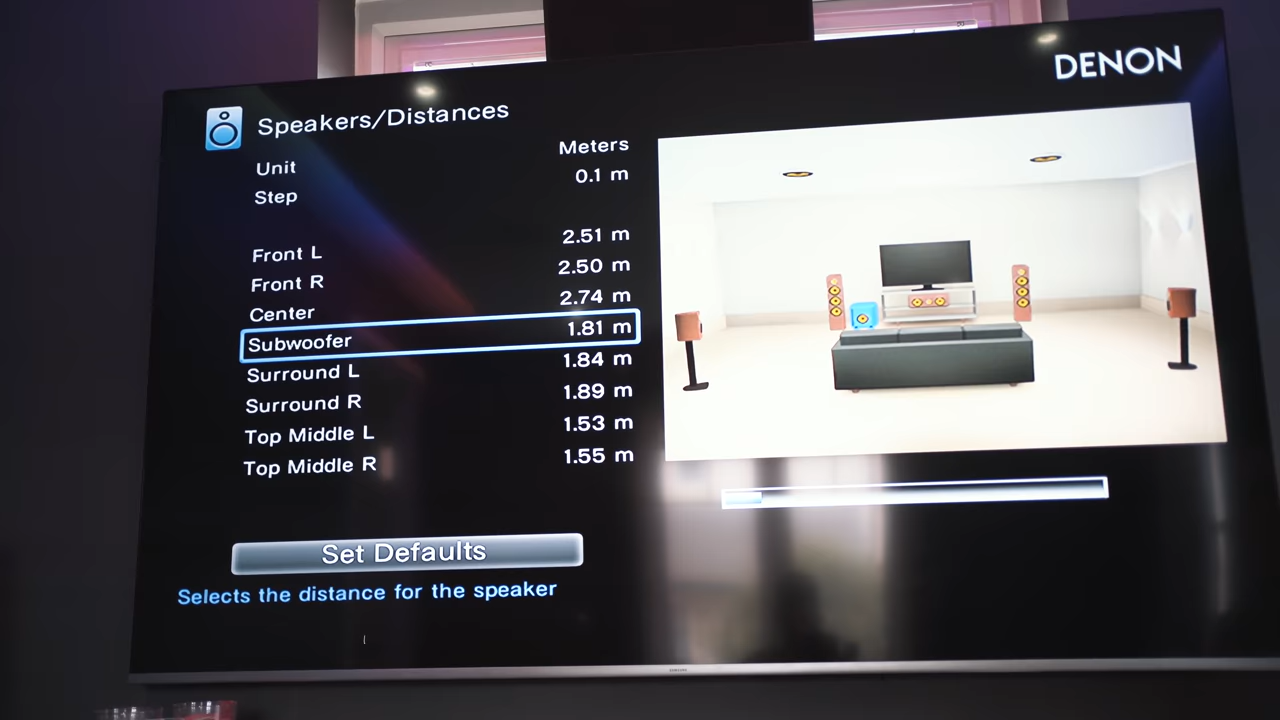 DENON
Speakers/Distances
Unit Meters
Step 0.1 m
Front L 2.51 m
Front R 2.50 m
Center 2.74 m
Subwoofer 1.81 m
Surround L 1.84 m
Surround R 1.89 m
Top Middle L 1.53 m
Top Middle R 1.55 m
Set Defaults
Selects the distance for the speaker
SAMSUNG